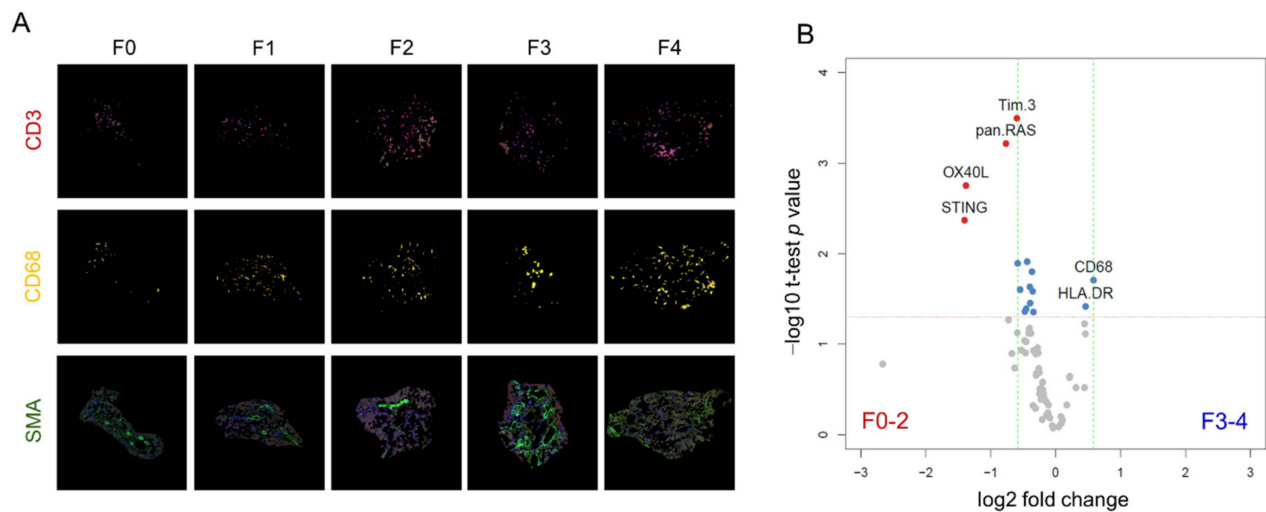 A
F0 F1 F2 F3 F4
CD3
CD68
SMA
B
4
3
2
1
0
−log10 t-test p value
Tim.3
pan.RAS
OX40L
STING
CD68
HLA.DR
F0-2 F3-4
−3 −2 −1 0 1 2 3
log2 fold change